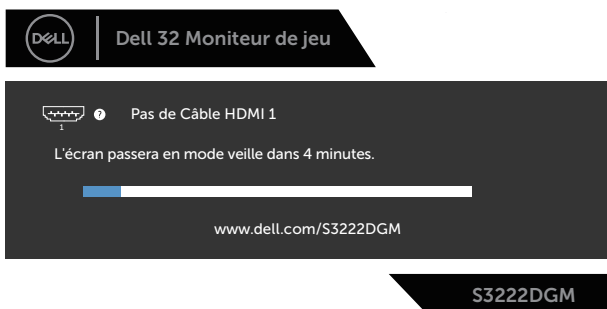 DELL
Dell 32 Moniteur de jeu
Pas de Câble HDMI 1
1
?
L'écran passera en mode veille dans 4 minutes.
www.dell.com/S3222DGM
S3222DGM